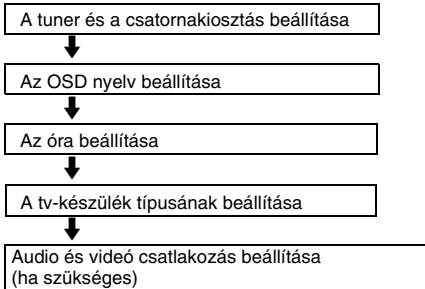 A tuner és a csatornakiosztás beállítása
Az OSD nyelv beállítása
Az óra beállítása
A tv-készülék típusának beállítása
Audio és videó csatlakozás beállítása
(ha szükséges)